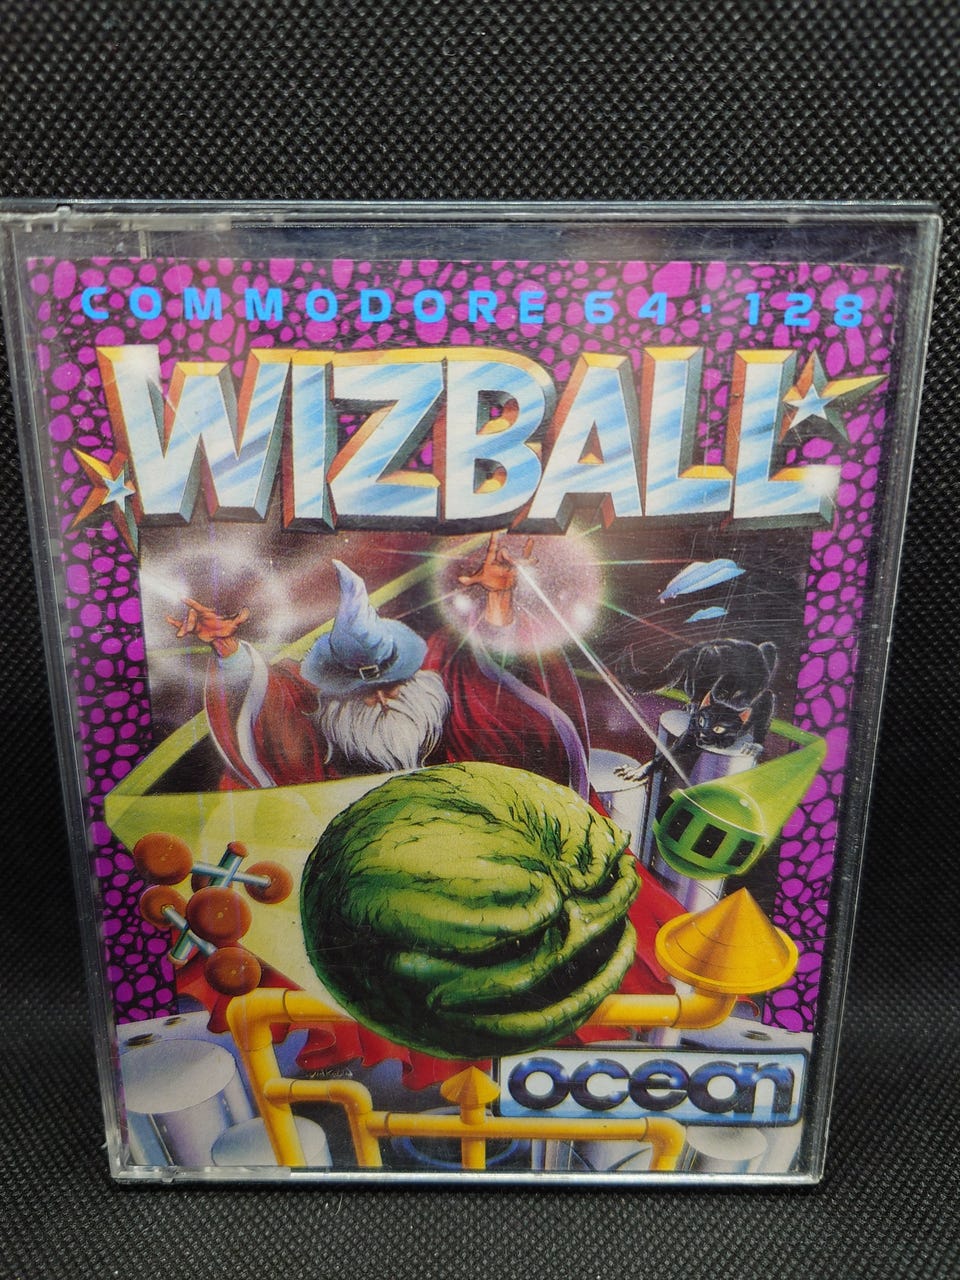 COMMODORE 64·128
WIZBALL
ocean